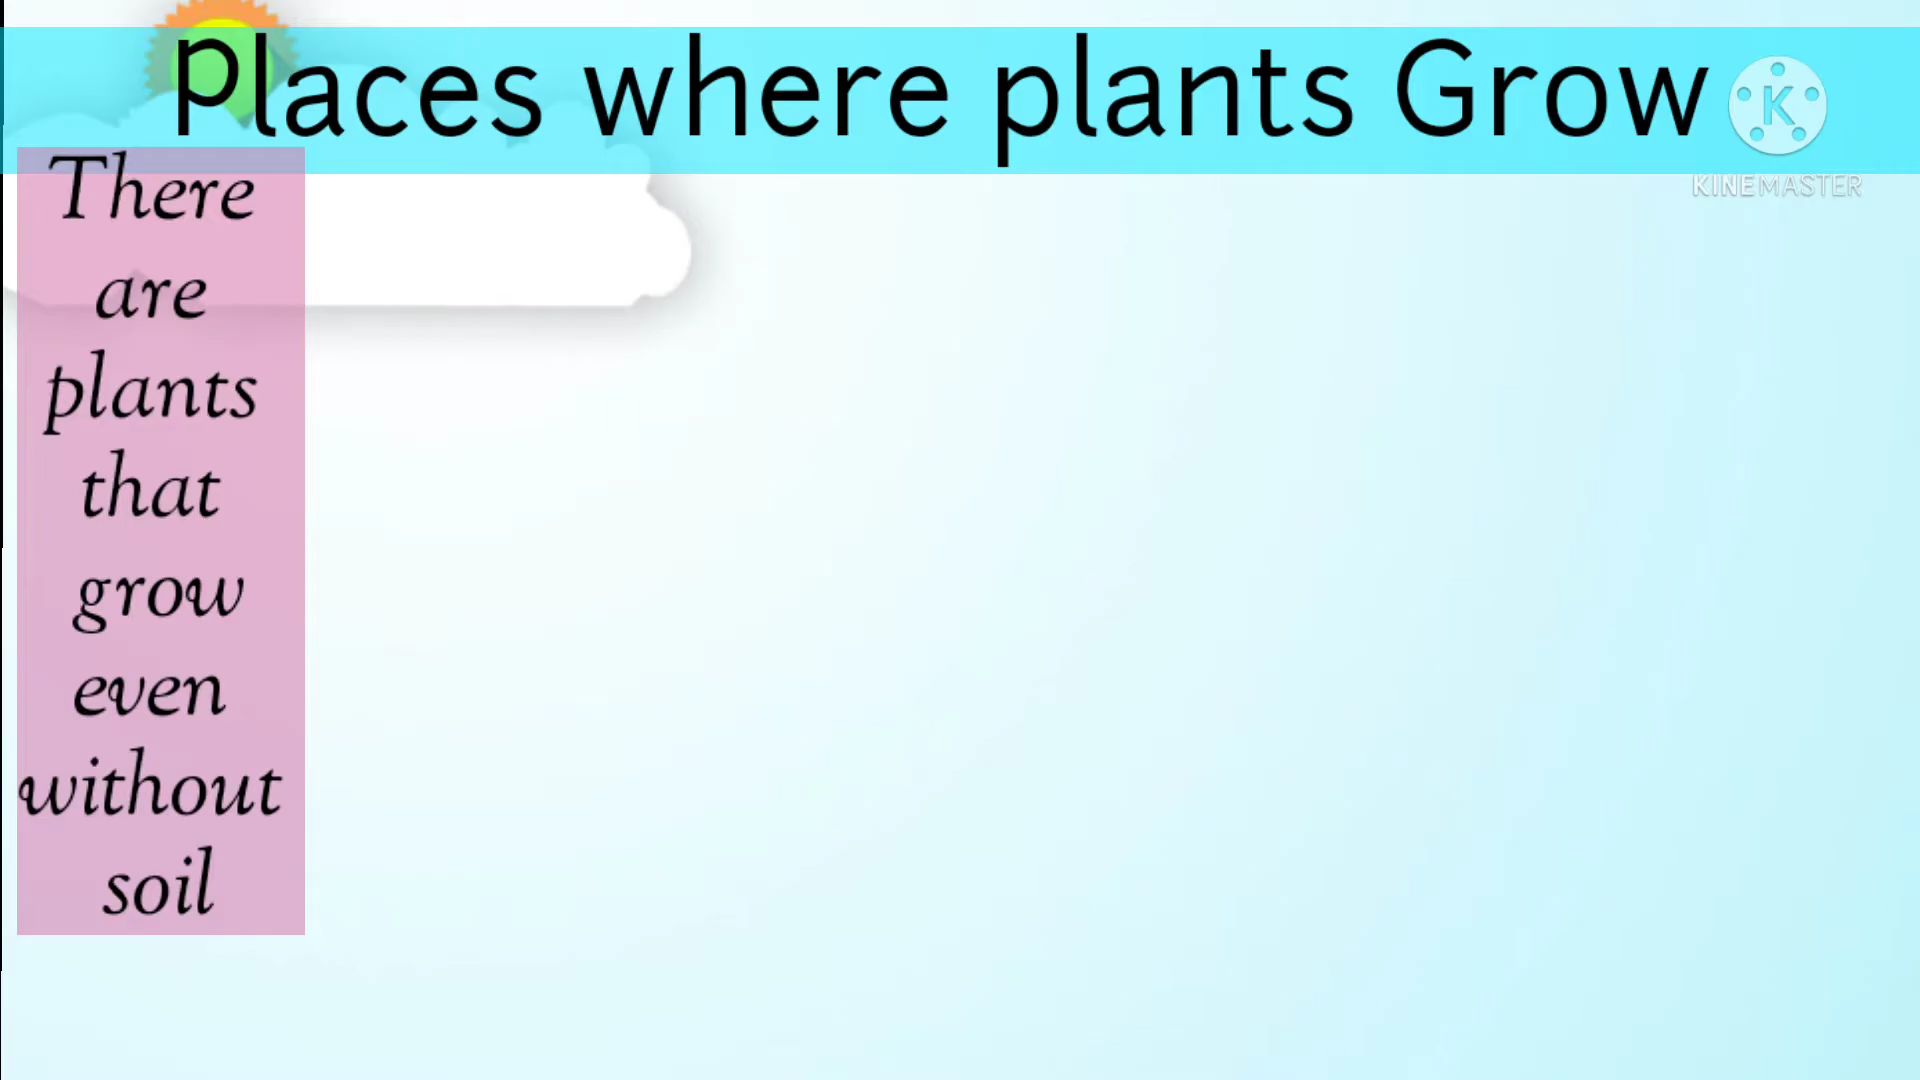 Places where plants Grow
K
KINEMASTER
There
are
plants
that
grow
even
without
soil